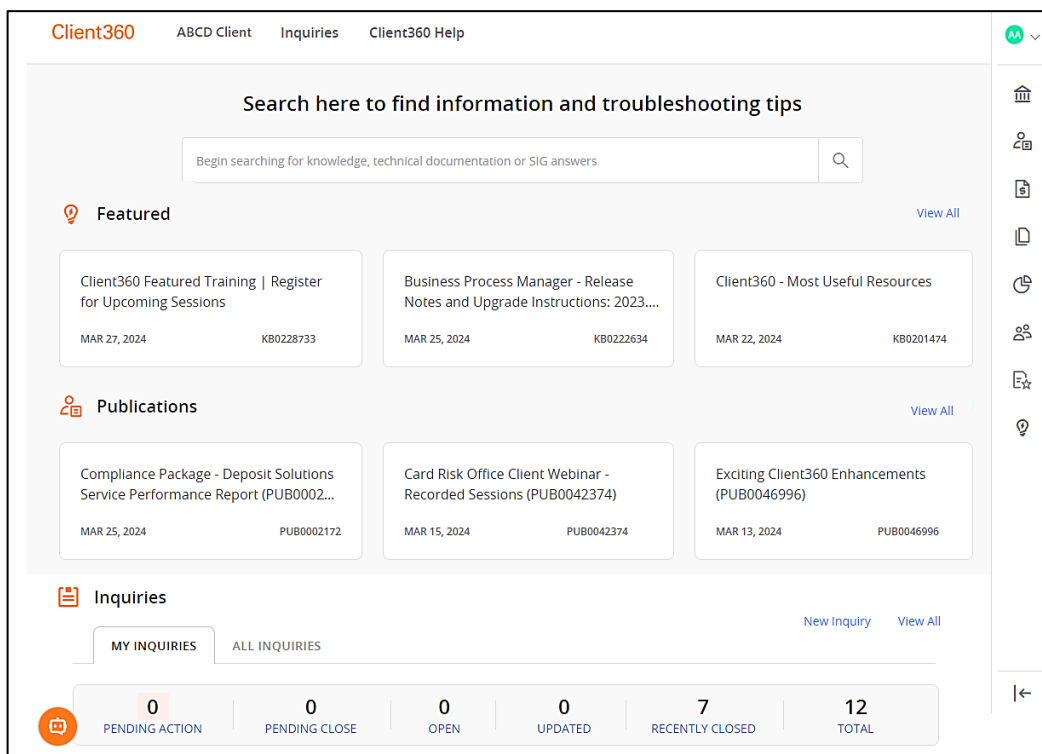 Client360 ABCD Client Inquiries Client360 Help
AA
Search here to find information and troubleshooting tips
Begin searching for knowledge, technical documentation or SIG answers
Featured
View All
Client360 Featured Training | Register
for Upcoming Sessions
MAR 27, 2024 KB0228733
Business Process Manager - Release
Notes and Upgrade Instructions: 2023....
MAR 25, 2024 KB0222634
Client360 - Most Useful Resources
MAR 22, 2024 KB0201474
Publications
View All
Compliance Package - Deposit Solutions
Service Performance Report (PUB0002...
MAR 25, 2024 PUB0002172
Card Risk Office Client Webinar -
Recorded Sessions (PUB0042374)
MAR 15, 2024 PUB0042374
Exciting Client360 Enhancements
(PUB0046996)
MAR 13, 2024 PUB0046996
Inquiries
New Inquiry View All
MY INQUIRIES ALL INQUIRIES
0 0 0 0 7 12
PENDING ACTION PENDING CLOSE OPEN UPDATED RECENTLY CLOSED TOTAL